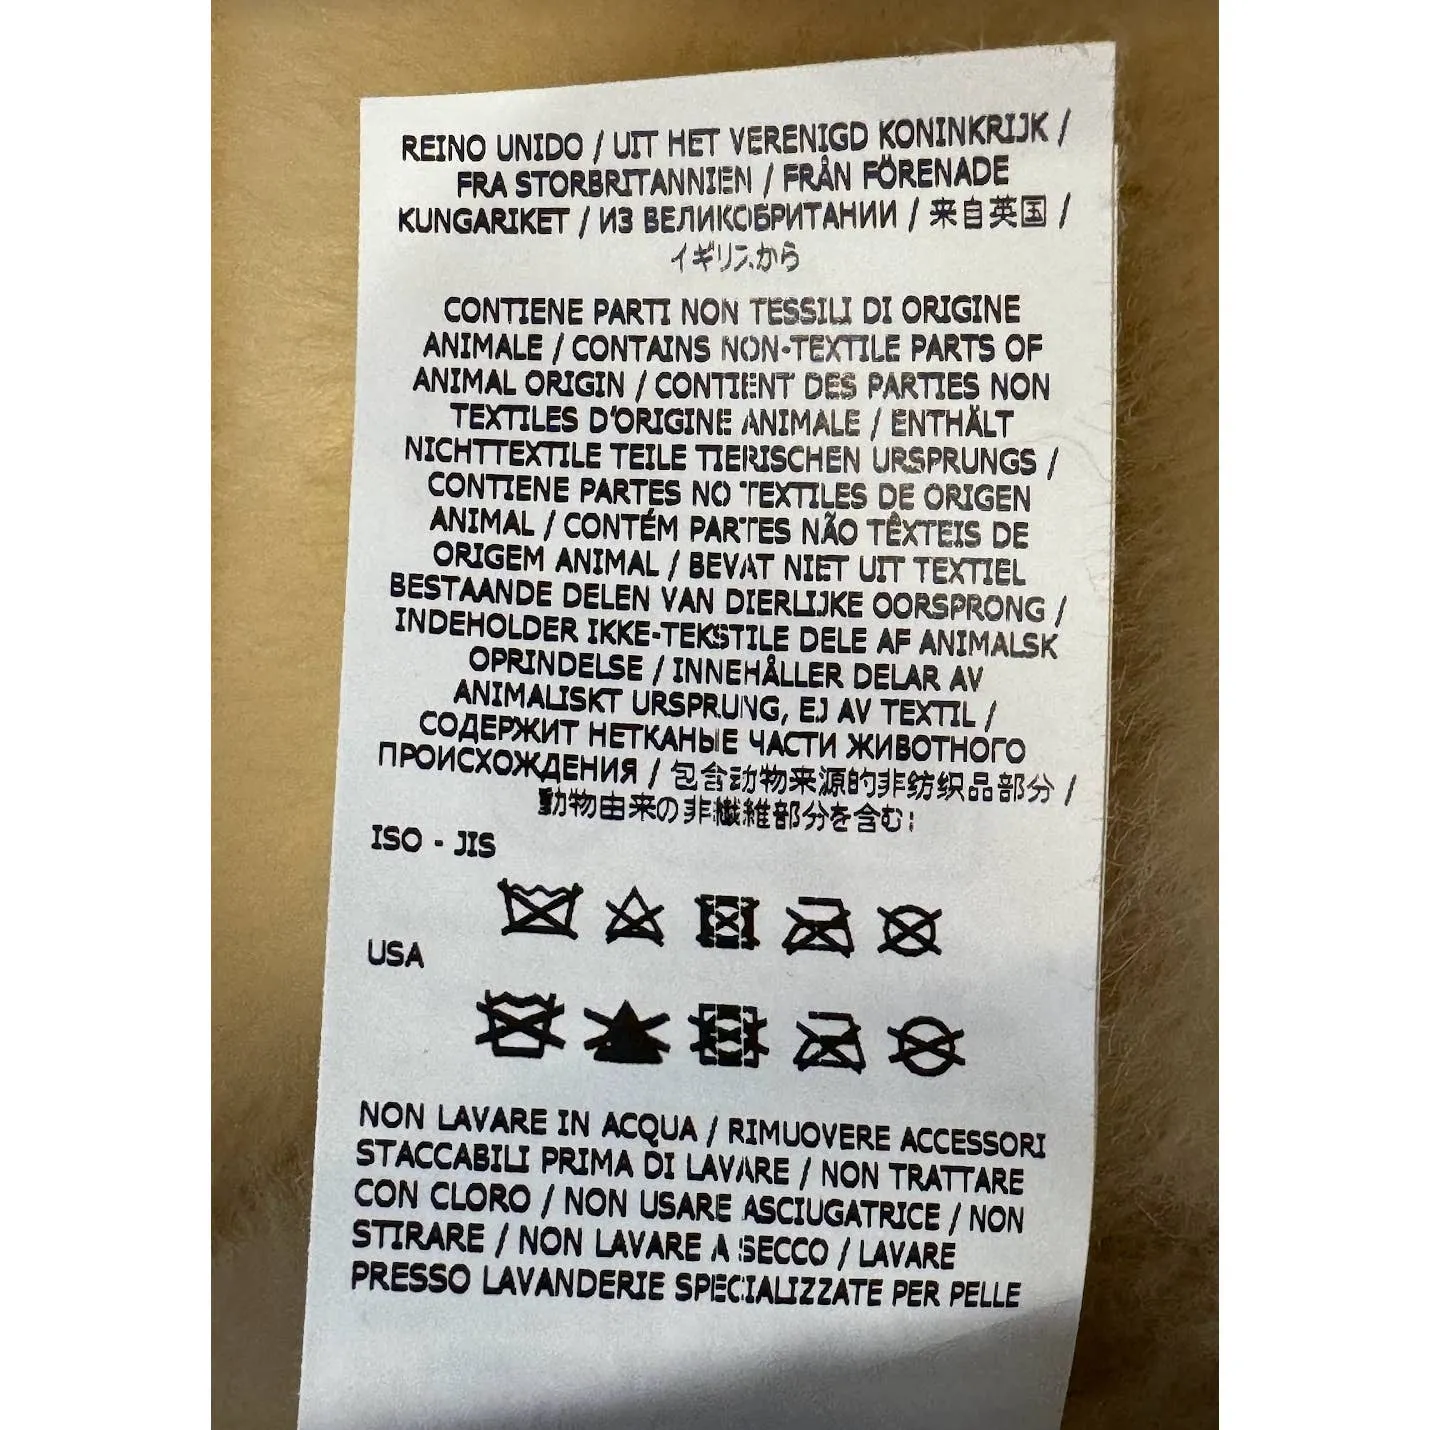 REINO UNIDO / UIT HET VERENIGD KONINKRIJK /
FRA STORBRITANNIEN / FRÅN FÖRENADE
KUNGARIKET / ИЗ ВЕЛИКОБРИТАНИИ / 来自英国 /
イギリスから
CONTIENE PARTI NON TESSILI DI ORIGINE
ANIMALE / CONTAINS NON-TEXTILE PARTS OF
ANIMAL ORIGIN / CONTIENT DES PARTIES NON
TEXTILES D'ORIGINE ANIMALE / ENTHÄLT
NICHTTEXTILE TEILE TIERISCHEN URSPRUNGS /
CONTIENE PARTES NO TEXTILES DE ORIGEN
ANIMAL / CONTÉM PARTES NÃO TÊXTEIS DE
ORIGEM ANIMAL / BEVAT NIET UIT TEXTIEL
BESTAANDE DELEN VAN DIERLIJKE OORSPRONG /
INDEHOLDER IKKE-TEKSTILE DELE AF ANIMALSK
OPRINDELSE / INNEHÅLLER DELAR AV
ANIMALISKT URSPRUNG, EJ AV TEXTIL /
СОДЕРЖИТ НЕТКАНЫЕ ЧАСТИ ЖИВОТНОГО
ПРОИСХОЖДЕНИЯ / 包含动物来源的非纺织品部分 /
動物由来の非繊維部分を含む:
ISO - JIS
USA
NON LAVARE IN ACQUA / RIMUOVERE ACCESSORI
STACCABILI PRIMA DI LAVARE / NON TRATTARE
CON CLORO / NON USARE ASCIUGATRICE / NON
STIRARE / NON LAVARE A SECCO / LAVARE
PRESSO LAVANDERIE SPECIALIZZATE PER PELLE